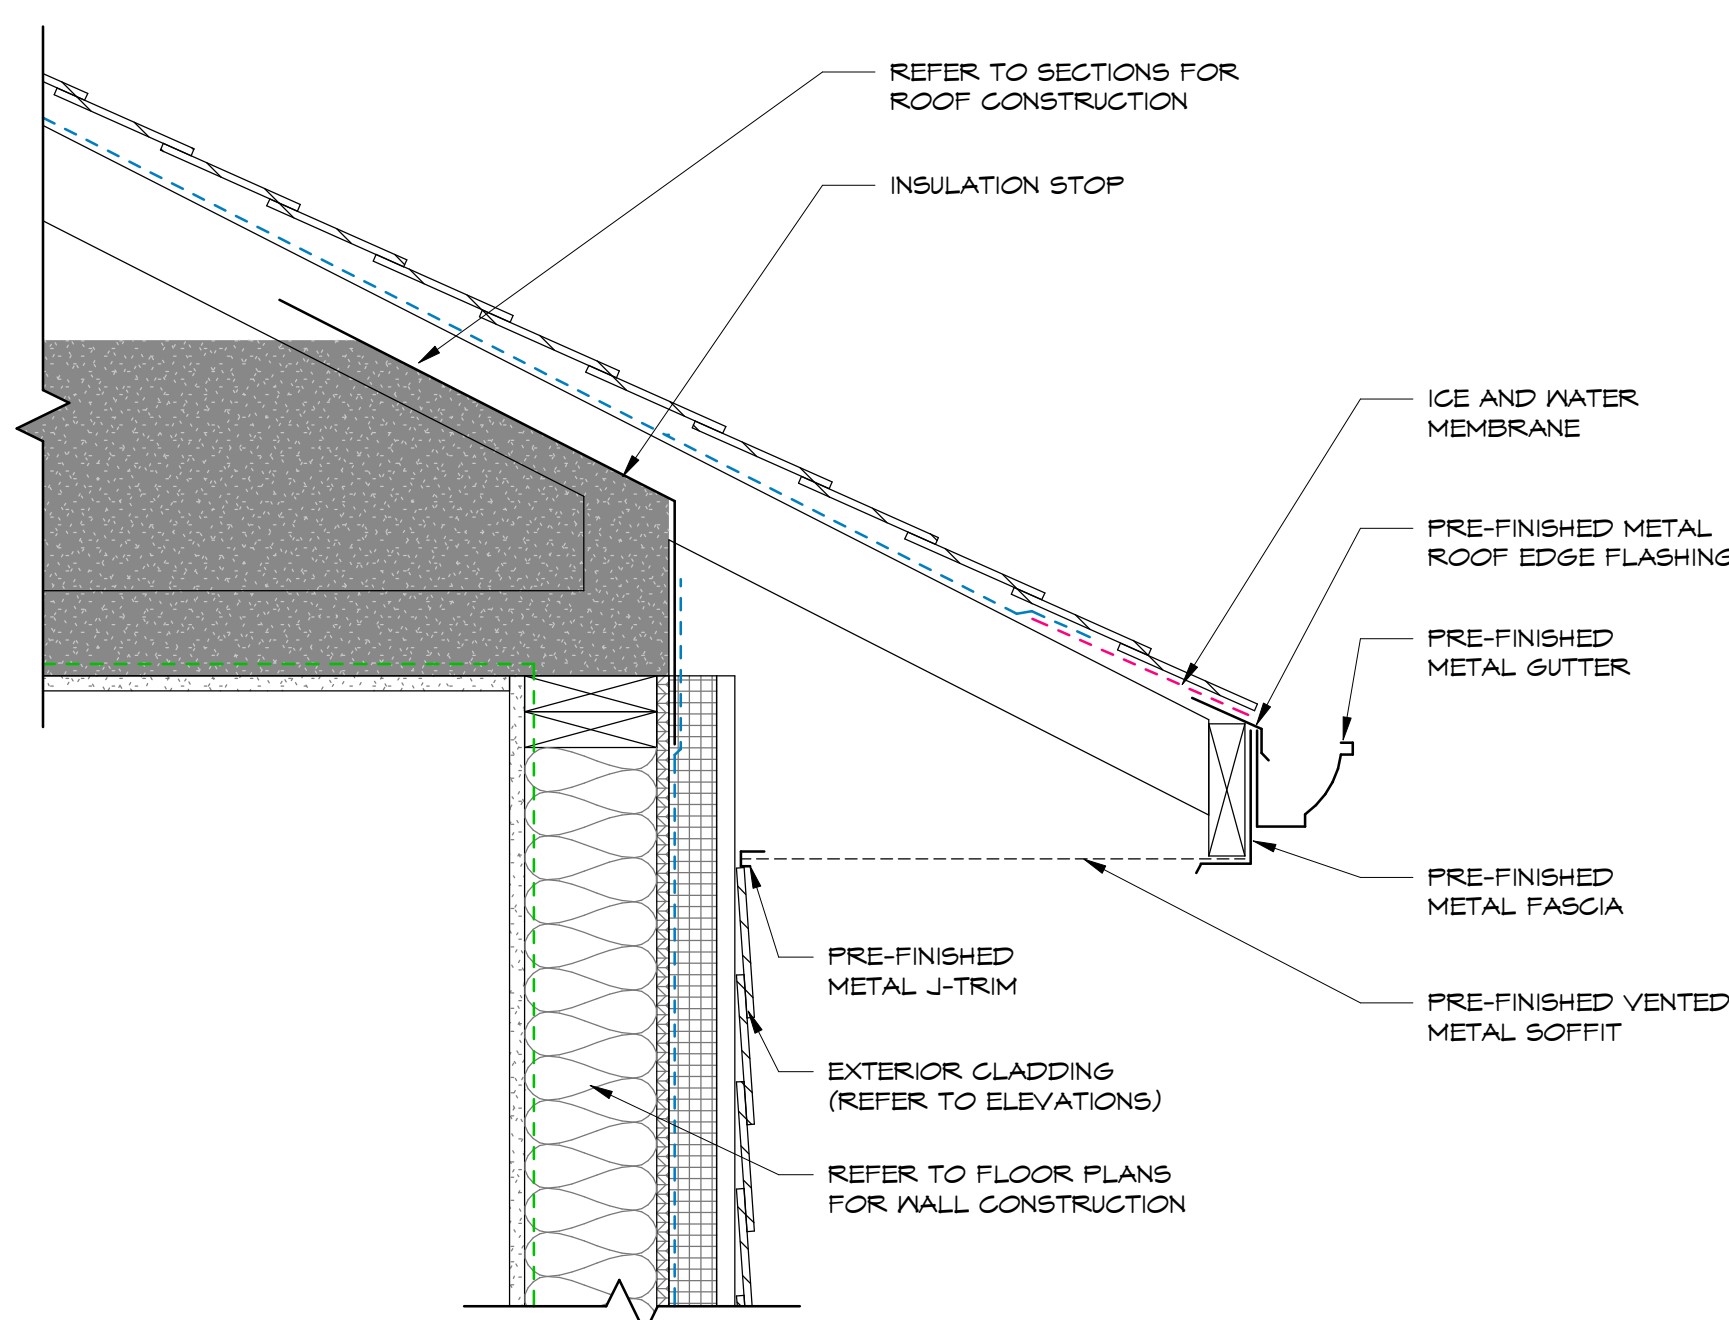 REFER TO SECTIONS FOR
ROOF CONSTRUCTION
INSULATION STOP
ICE AND WATER
MEMBRANE
PRE-FINISHED METAL
ROOF EDGE FLASHING
PRE-FINISHED
METAL GUTTER
PRE-FINISHED
METAL FASCIA
PRE-FINISHED
METAL J-TRIM
PRE-FINISHED VENTED
METAL SOFFIT
EXTERIOR CLADDING
(REFER TO ELEVATIONS)
REFER TO FLOOR PLANS
FOR WALL CONSTRUCTION